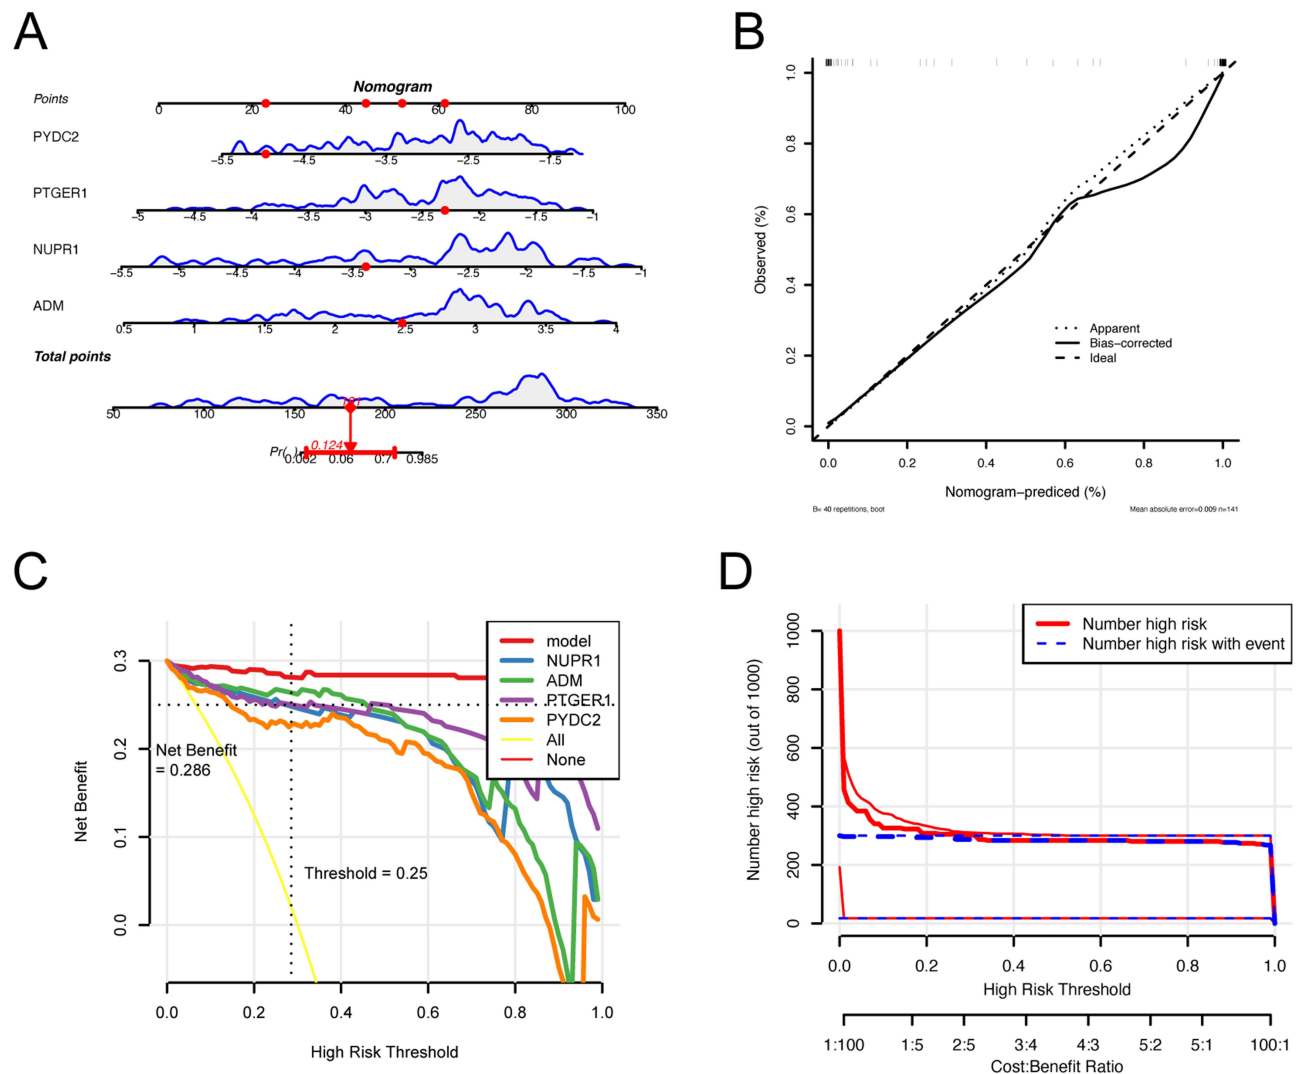 A
Nomogram
Points
0 20 40 60 80 100
PYDC2
−5.5 −4.5 −3.5 −2.5 −1.5
PTGER1
−5 −4.5 −4 −3.5 −3 −2.5 −2 −1.5 −1
NUPR1
−5.5 −5 −4.5 −4 −3.5 −3 −2.5 −2 −1.5 −1
ADM
0.5 1 1.5 2 2.5 3 3.5 4
Total points
181
50 100 150 200 250 300 350
0.124
Pr(
0.002 0.06 0.7 0.985
B
1.0
0.8
0.6
0.4
0.2
0.0
Observed (%)
Apparent
Bias−corrected
Ideal
0.0 0.2 0.4 0.6 0.8 1.0
Nomogram−prediced (%)
B= 40 repetitions, boot
Mean absolute error=0.009 n=141
C
0.3
0.2
0.1
0.0
Net Benefit
model
NUPR1
ADM
PTGER1
PYDC2
All
None
Net Benefit
= 0.286
Threshold = 0.25
0.0 0.2 0.4 0.6 0.8 1.0
High Risk Threshold
D
Number high risk
Number high risk with event
1000
800
600
400
200
0
Number high risk (out of 1000)
0.0 0.2 0.4 0.6 0.8 1.0
High Risk Threshold
1:100 1:5 2:5 3:4 4:3 5:2 5:1 100:1
Cost:Benefit Ratio